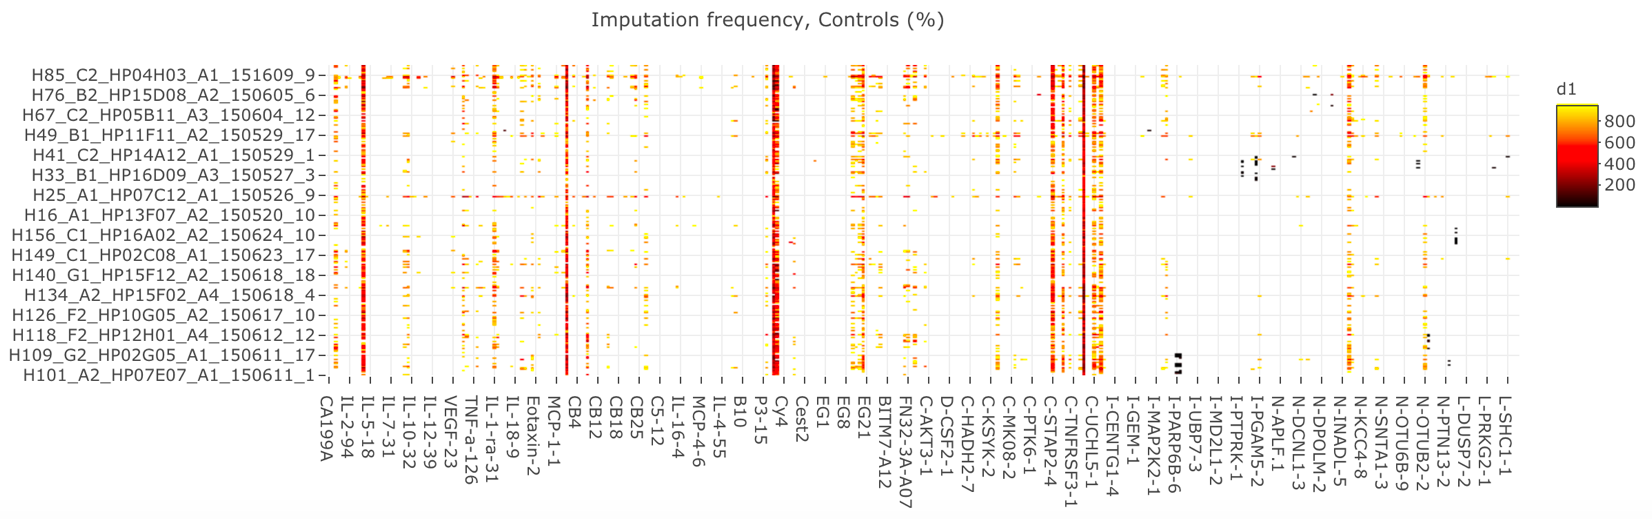 Imputation frequency, Controls (%)
H85_C2_HP04H03_A1_151609_9
H76_B2_HP15D08_A2_150605_6
H67_C2_HP05B11_A3_150604_12
H49_B1_HP11F11_A2_150529_17
H41_C2_HP14A12_A1_150529_1
H33_B1_HP16D09_A3_150527_3
H25_A1_HP07C12_A1_150526_9
H16_A1_HP13F07_A2_150520_10
H156_C1_HP16A02_A2_150624_10
H149_C1_HP02C08_A1_150623_17
H140_G1_HP15F12_A2_150618_18
H134_A2_HP15F02_A4_150618_4
H126_F2_HP10G05_A2_150617_10
H118_F2_HP12H01_A4_150612_12
H109_G2_HP02G05_A1_150611_17
H101_A2_HP07E07_A1_150611_1
CA199A
IL-2-94
IL-5-18
IL-7-31
IL-10-32
IL-12-39
VEGF-23
TNF-a-126
IL-1-ra-31
IL-18-9
Eotaxin-2
MCP-1-1
CB4
CB12
CB18
CB25
C5-12
IL-16-4
MCP-4-6
IL-4-55
B10
P3-15
Cy4
Cest2
EG1
EG8
EG21
BITM7-A12
FN32-3A-A07
C-AKT3-1
D-CSF2-1
C-HADH2-7
C-KSYK-2
C-MK08-2
C-PTK6-1
C-STAP2-4
C-TNFRSF3-1
C-UCHL5-1
I-CENTG1-4
I-GEM-1
I-MAP2K2-1
I-PARP6B-6
I-UBP7-3
I-MD2L1-2
I-PTPRK-1
I-PGAM5-2
N-APLF.1
N-DCNL1-3
N-DPOLM-2
N-INADL-5
N-KCC4-8
N-SNTA1-3
N-OTU6B-9
N-OTUB2-2
N-PTN13-2
L-DUSP7-2
L-PRKG2-1
L-SHC1-1
d1
800
600
400
200